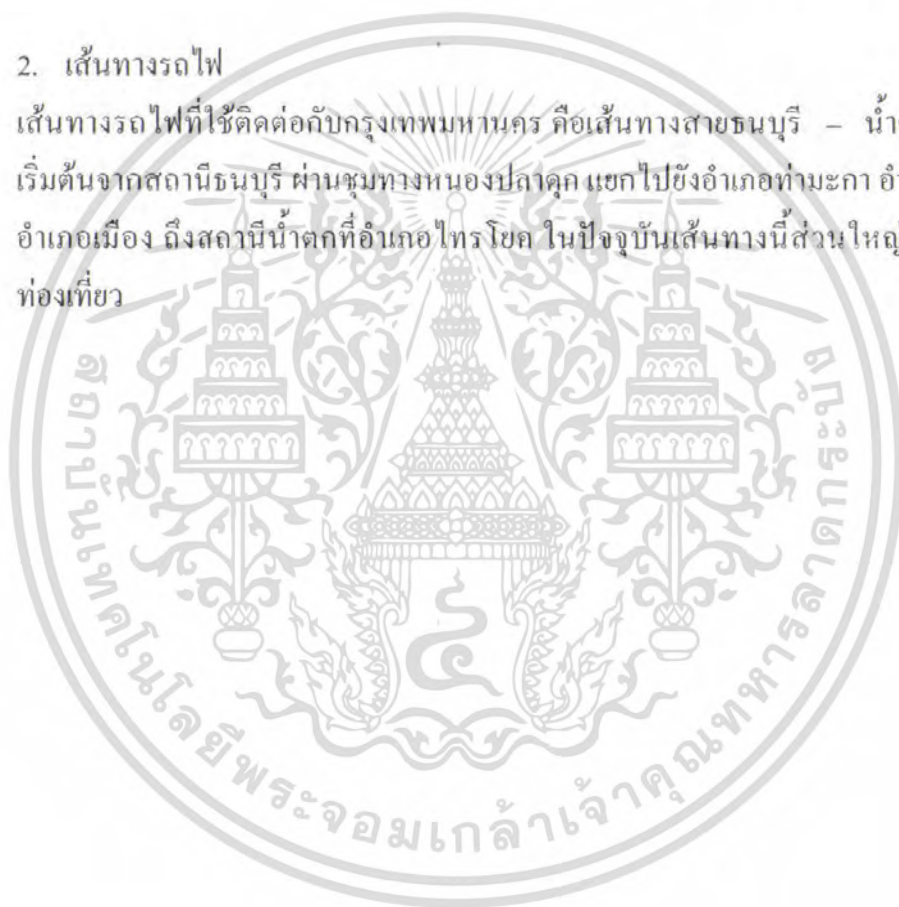 2. เส้นทางรถไฟ
เส้นทางรถไฟที่ใช้ติดต่อกับกรุงเทพมหานคร คือเส้นทางสายธนบุรี – น้ำ
เริ่มต้นจากสถานีธนบุรี ผ่านชุมทางหนองปลาดุก แยกไปยังอำเภอท่ามะกา อำ
อำเภอเมือง ถึงสถานีน้ำตกที่อำเภอไทรโยค ในปัจจุบันเส้นทางนี้ส่วนใหญ่
ท่องเที่ยว
สถาบันเทคโนโลยีพระจอมเกล้าเจ้าคุณทหารลาดกระบัง